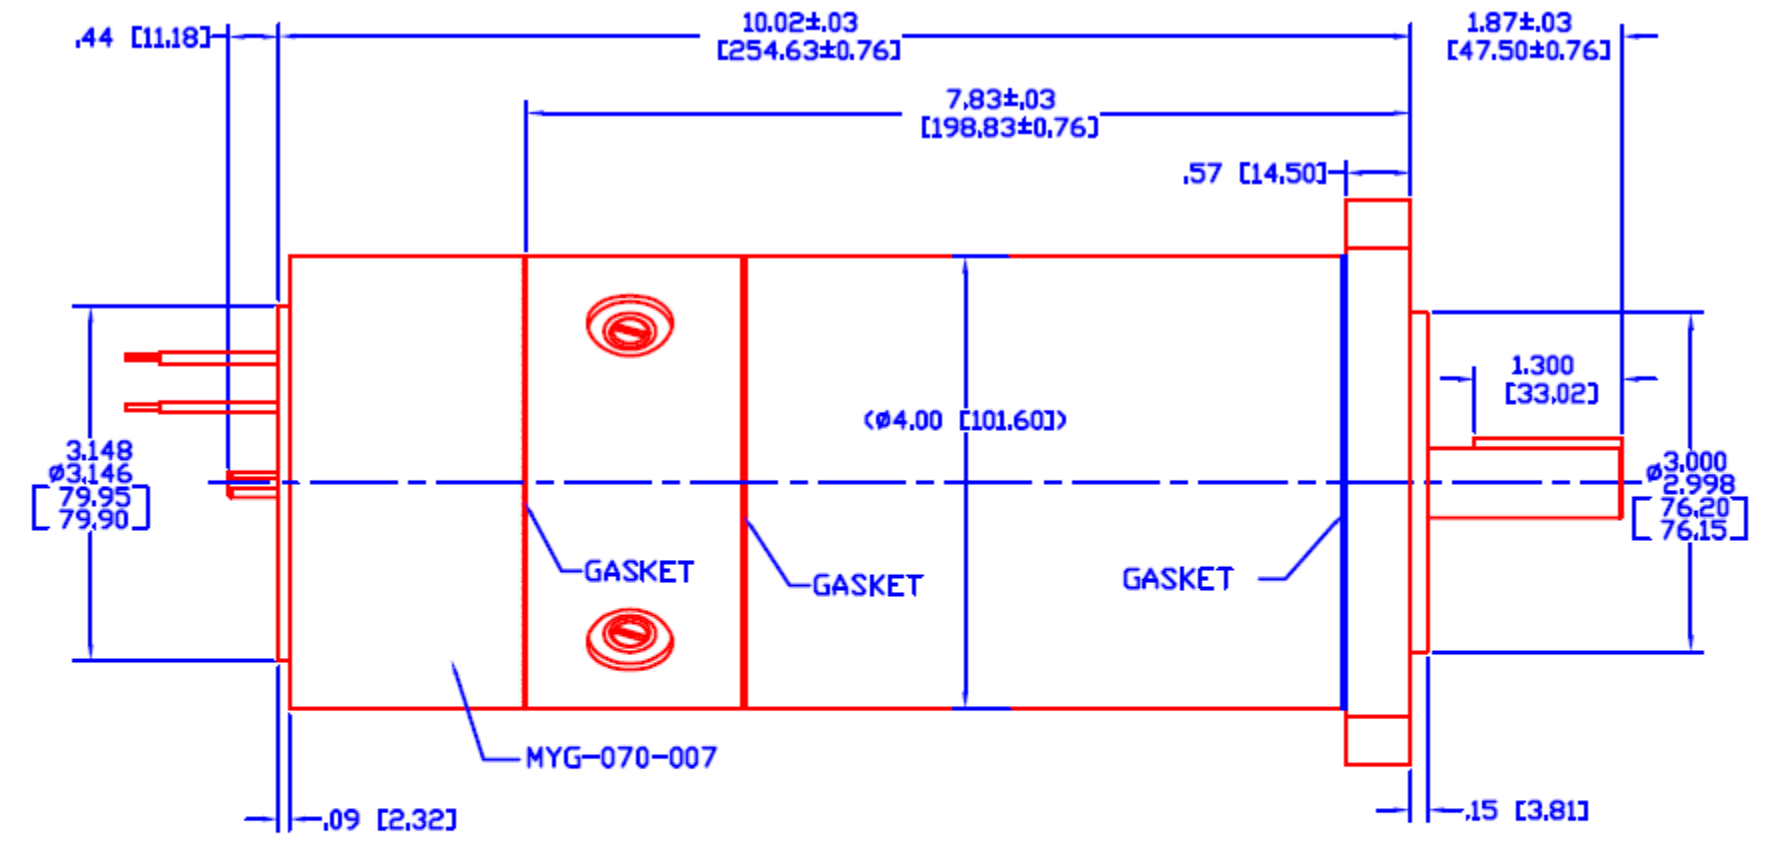 10.02±.03
[254.63±0.76]
1.87±.03
[47.50±0.76]
.44 [11.18]
7.83±.03
[198.83±0.76]
.57 [14.50]
1.300
[33.02]
(ø4.00 [101.60])
3.148
ø3.146
[79.95
79.90]
ø3.000
2.998
[76.20
76.15]
GASKET
GASKET
GASKET
MYG-070-007
.09 [2.32]
.15 [3.81]